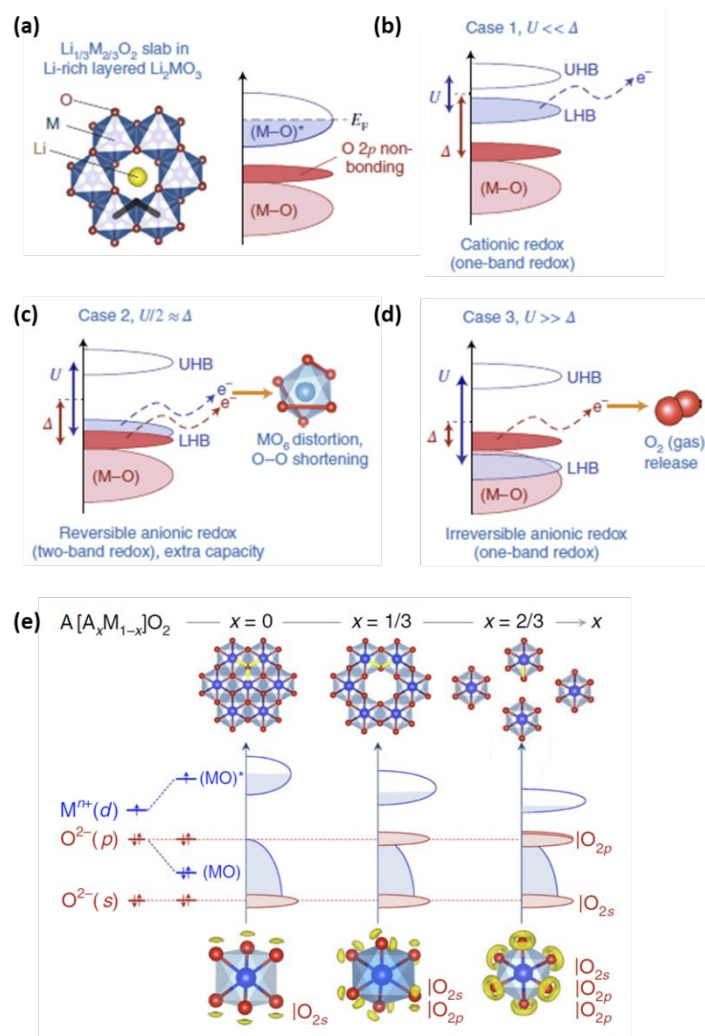 (a)
Li1/3M2/3O2 slab in
Li-rich layered Li2MO3
O
M
Li
EF
(M–O)*
O 2p non-
bonding
(M–O)
(b)
Case 1, U << Δ
UHB
U
e−
LHB
Δ
(M–O)
Cationic redox
(one-band redox)
(c)
Case 2, U/2 ≈ Δ
UHB
U
e−
e−
Δ
LHB
(M–O)
MO6 distortion,
O–O shortening
Reversible anionic redox
(two-band redox), extra capacity
(d)
Case 3, U >> Δ
UHB
U
e−
Δ
LHB
(M–O)
O2 (gas)
release
Irreversible anionic redox
(one-band redox)
(e)
A[AxM1−x]O2
x = 0
x = 1/3
x = 2/3
x
(MO)*
Mn+(d)
O2−(p)
|O2p
(MO)
O2−(s)
|O2s
|O2s
|O2s
|O2p
|O2s
|O2p
|O2p